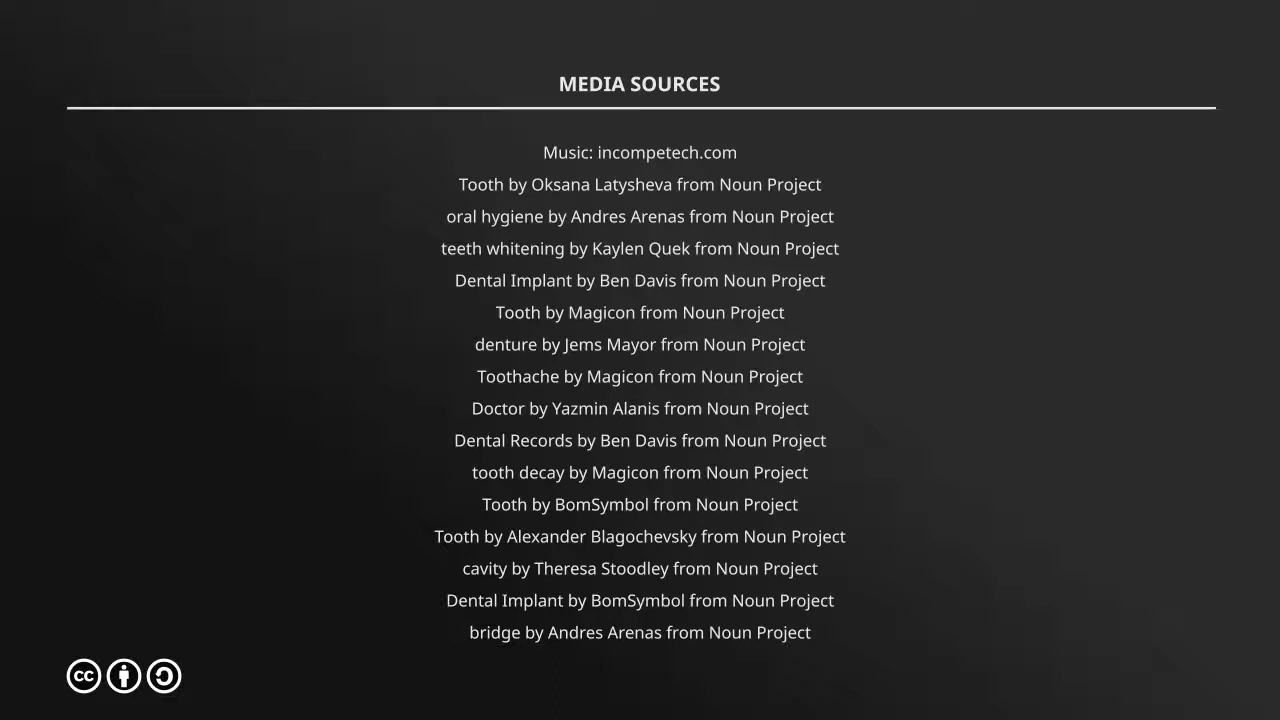 MEDIA SOURCES
Music: incompetech.com
Tooth by Oksana Latysheva from Noun Project
oral hygiene by Andres Arenas from Noun Project
teeth whitening by Kaylen Quek from Noun Project
Dental Implant by Ben Davis from Noun Project
Tooth by Magicon from Noun Project
denture by Jems Mayor from Noun Project
Toothache by Magicon from Noun Project
Doctor by Yazmin Alanis from Noun Project
Dental Records by Ben Davis from Noun Project
tooth decay by Magicon from Noun Project
Tooth by BomSymbol from Noun Project
Tooth by Alexander Blagochevsky from Noun Project
cavity by Theresa Stoodley from Noun Project
Dental Implant by BomSymbol from Noun Project
bridge by Andres Arenas from Noun Project
cc